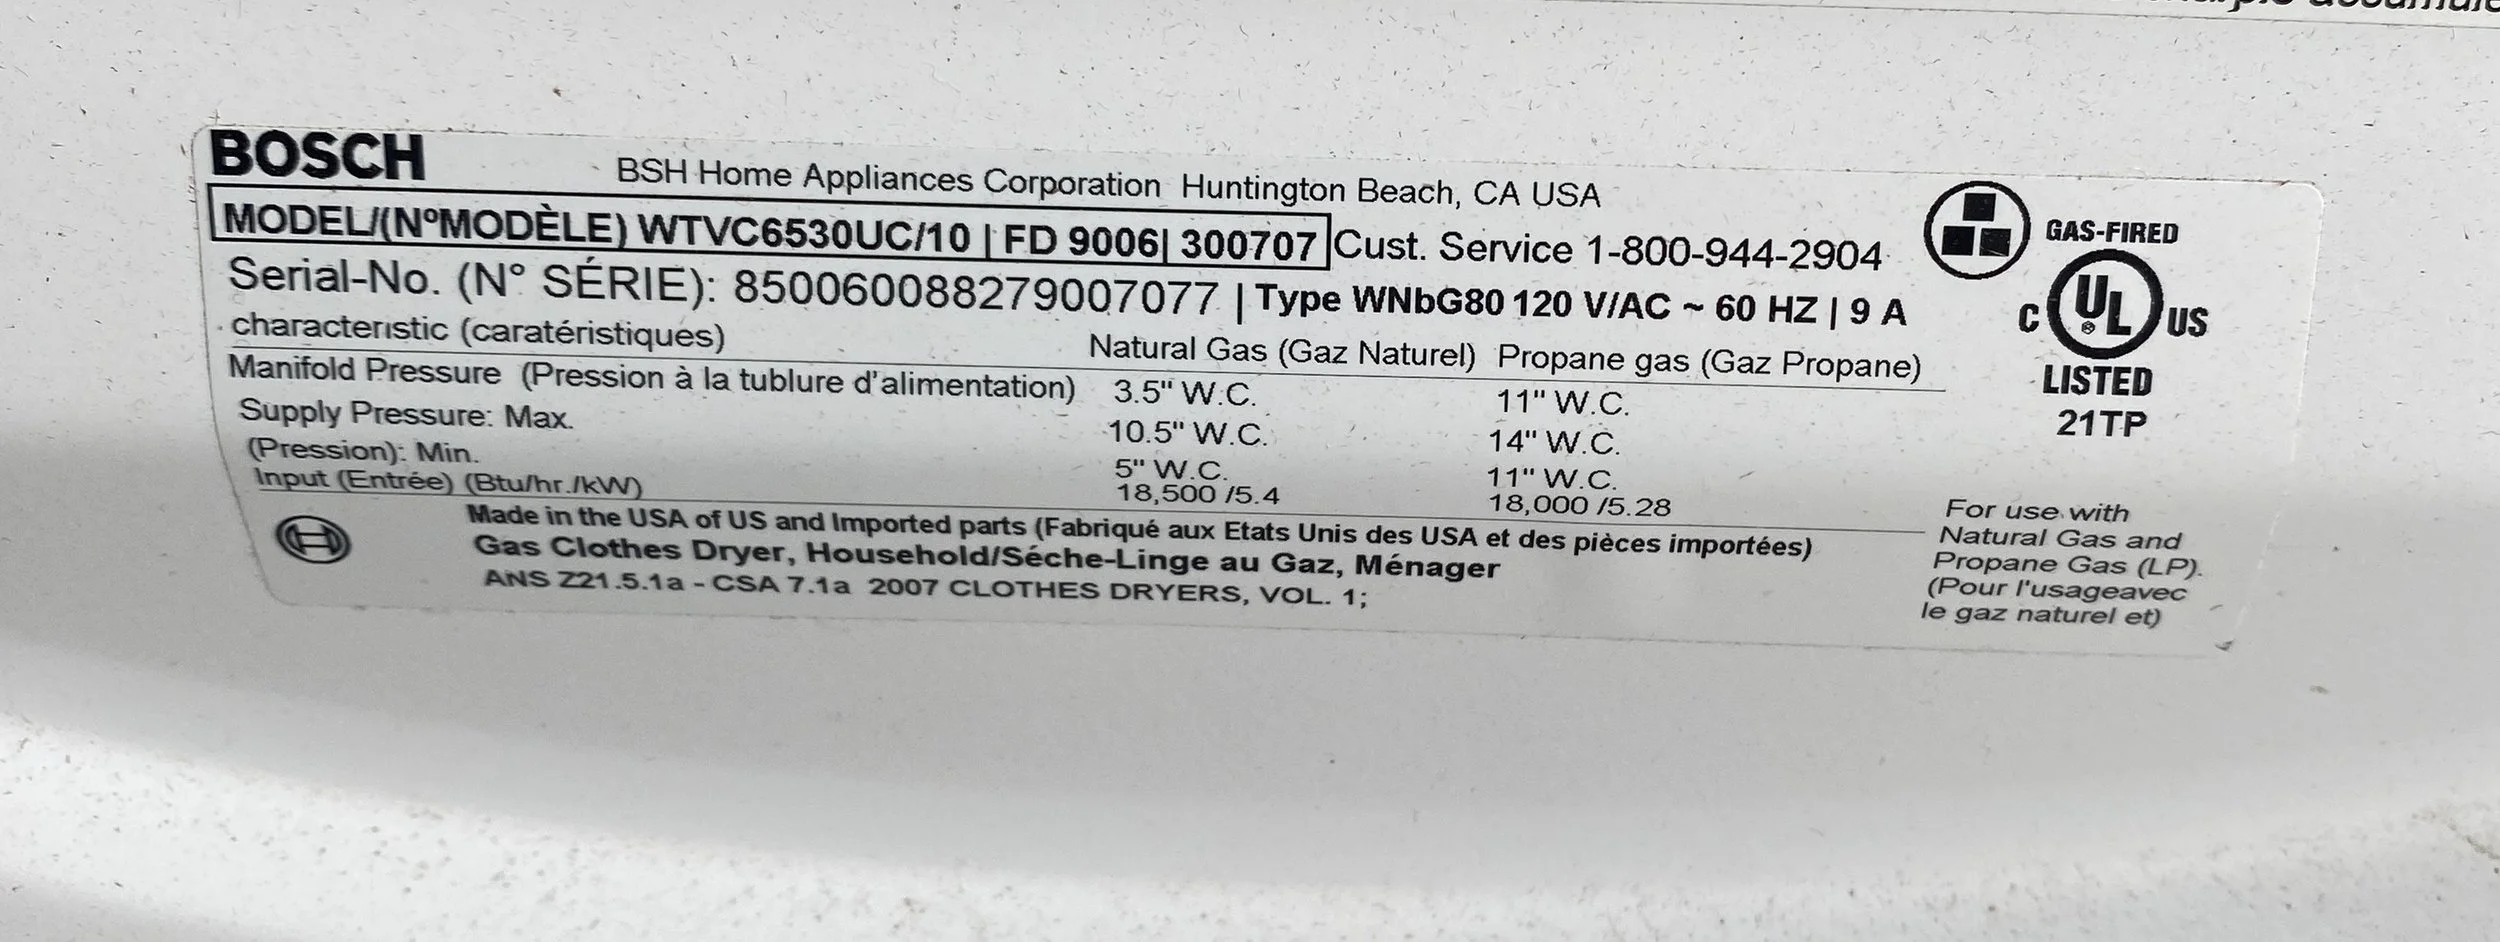 BOSCH
BSH Home Appliances Corporation Huntington Beach, CA USA
MODEL/(NºMODÈLE) WTVC6530UC/10 | FD 9006| 300707 Cust. Service 1-800-944-2904
Serial-No. (N° SÉRIE): 850060088279007077 | Type WNbG80 120 V/AC ~ 60 HZ | 9 A
characteristic (caratéristiques) Natural Gas (Gaz Naturel) Propane gas (Gaz Propane)
Manifold Pressure (Pression à la tublure d'alimentation) 3.5" W.C. 11" W.C.
Supply Pressure: Max. 10.5" W.C. 14" W.C.
(Pression): Min. 5" W.C. 11" W.C.
Input (Entrée) (Btu/hr./kW) 18,500 /5.4 18,000 /5.28
Made in the USA of US and Imported parts (Fabriqué aux Etats Unis des USA et des pièces importées)
Gas Clothes Dryer, Household/Séche-Linge au Gaz, Ménager
ANS Z21.5.1a - CSA 7.1a 2007 CLOTHES DRYERS, VOL. 1;
GAS-FIRED
C UL ® US
LISTED
21TP
For use with
Natural Gas and
Propane Gas (LP).
(Pour l'usageavec
le gaz naturel et)